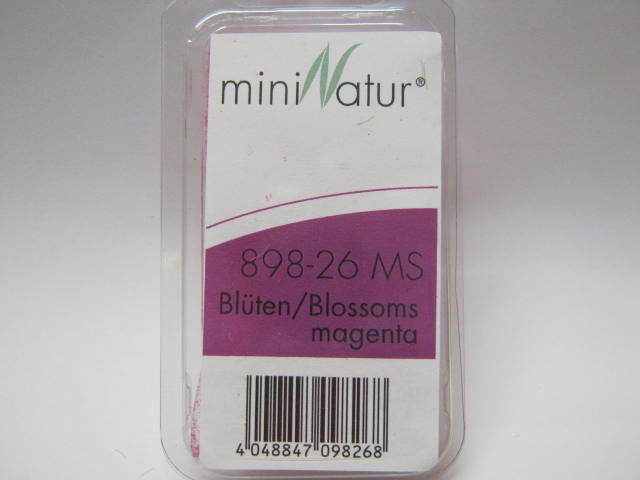 miniNatur®
898-26 MS
Blüten/Blossoms
magenta
4 048847 098268